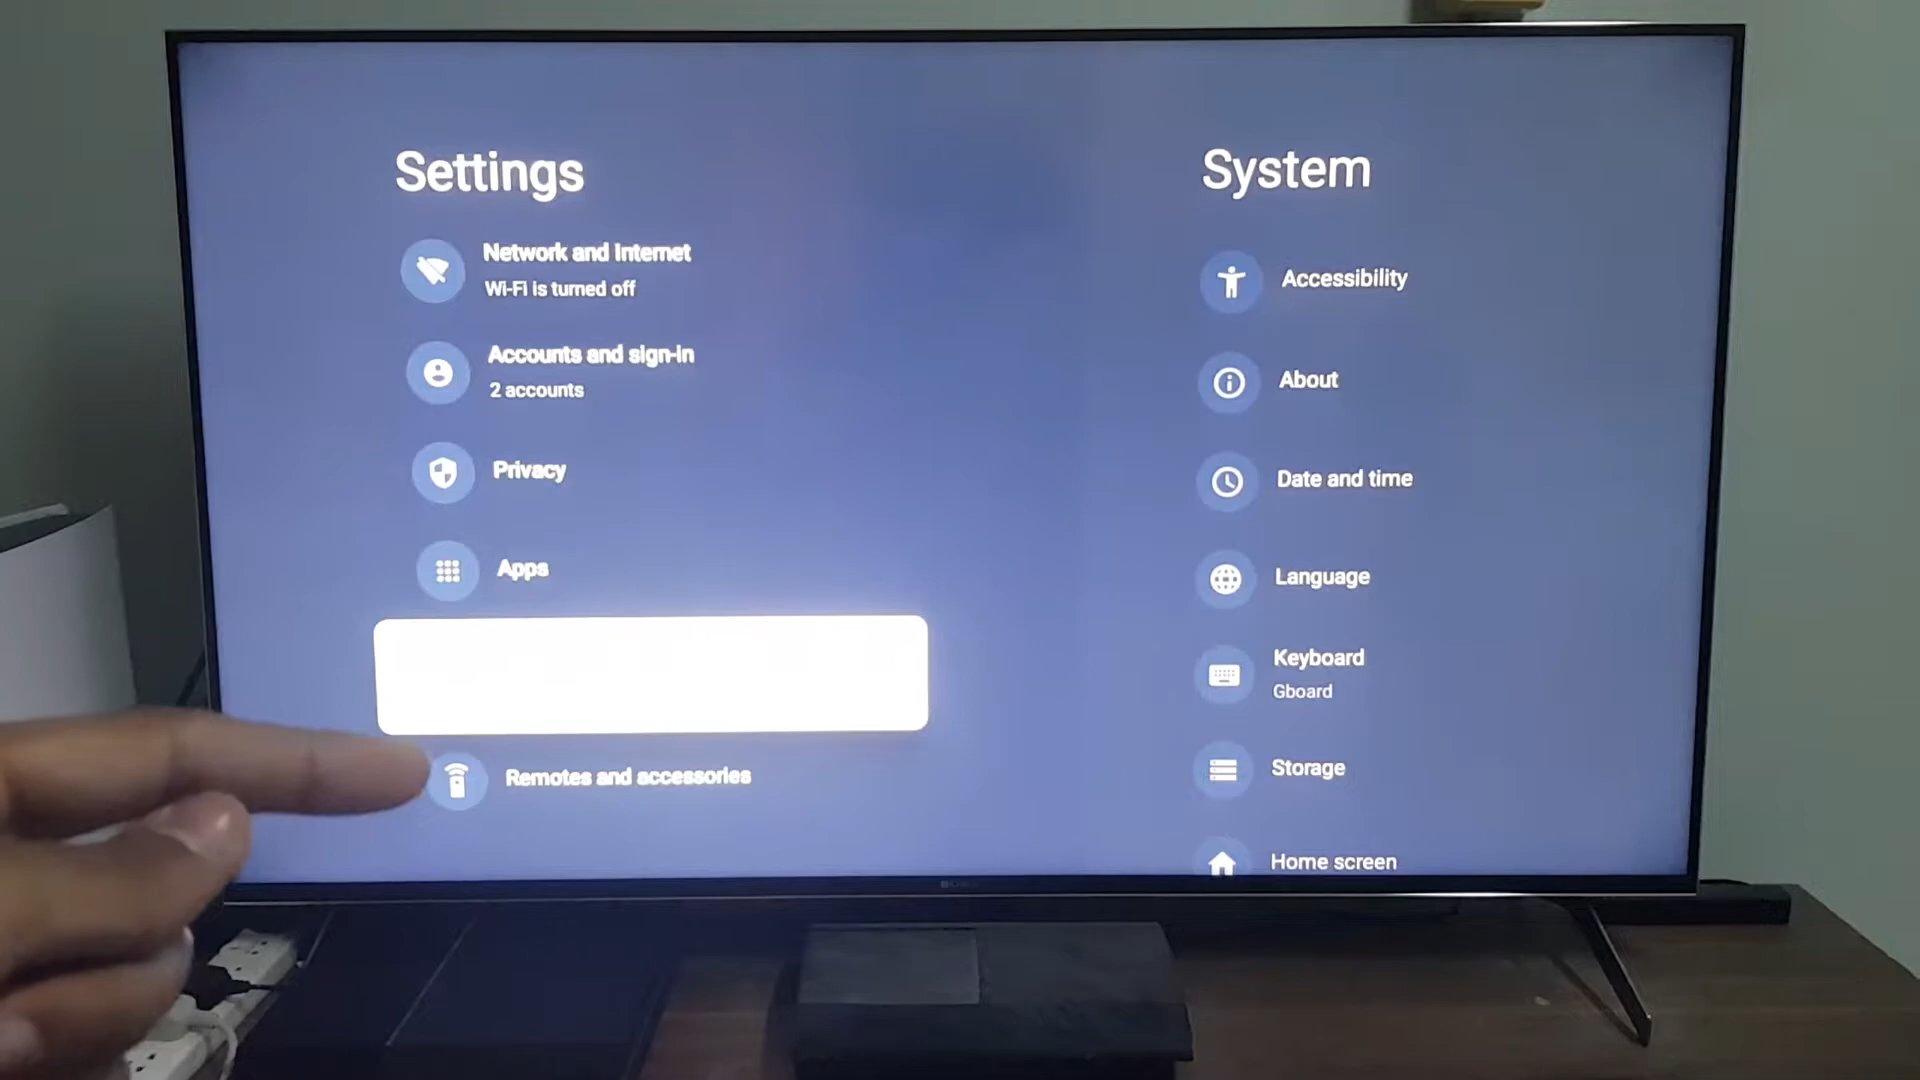 Settings
Network and Internet
Wi-Fi is turned off
Accounts and sign-in
2 accounts
Privacy
Apps
Remotes and accessories
System
Accessibility
About
Date and time
Language
Keyboard
Gboard
Storage
Home screen